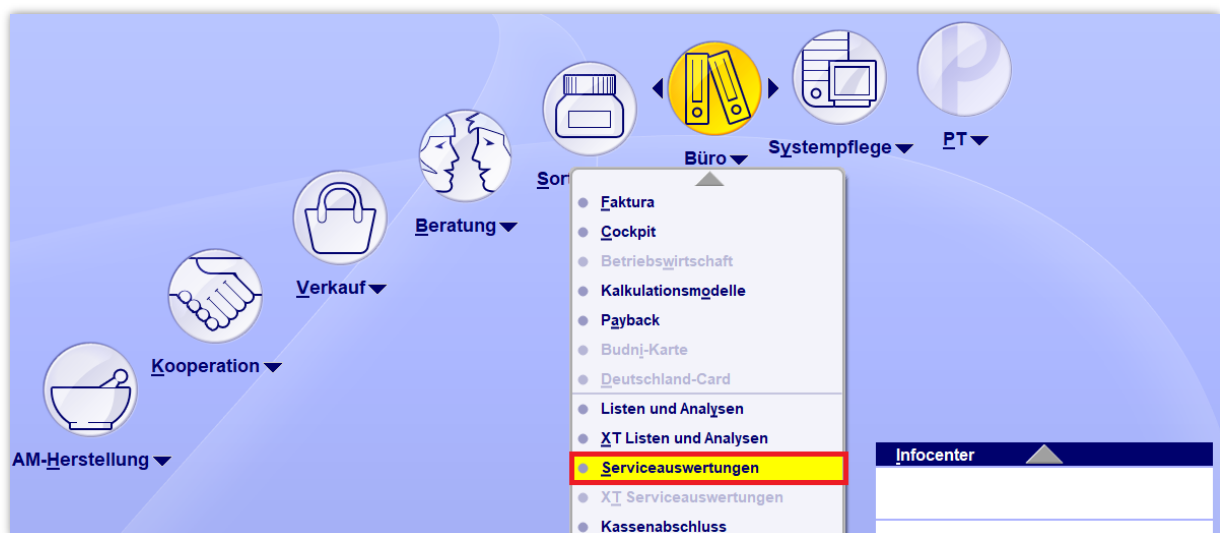 PT
Systempflege
Büro
Sor
Beratung
Verkauf
Kooperation
AM-Herstellung
Faktura
Cockpit
Betriebswirtschaft
Kalkulationsmodelle
Payback
Budni-Karte
Deutschland-Card
Listen und Analysen
XT Listen und Analysen
Serviceauswertungen
XT Serviceauswertungen
Kassenabschluss
Infocenter